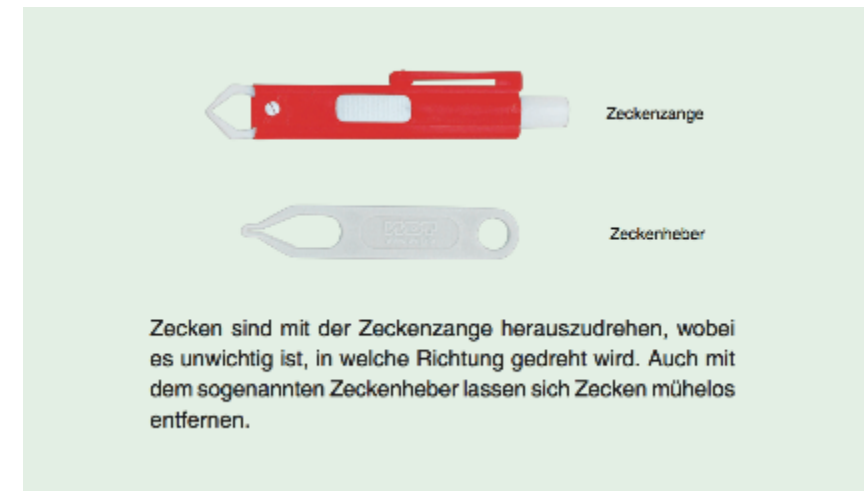 Zeckenzange
Zeckenheber
Zecken sind mit der Zeckenzange herauszudrehen, wobei
es unwichtig ist, in welche Richtung gedreht wird. Auch mit
dem sogenannten Zeckenheber lassen sich Zecken mühelos
entfernen.